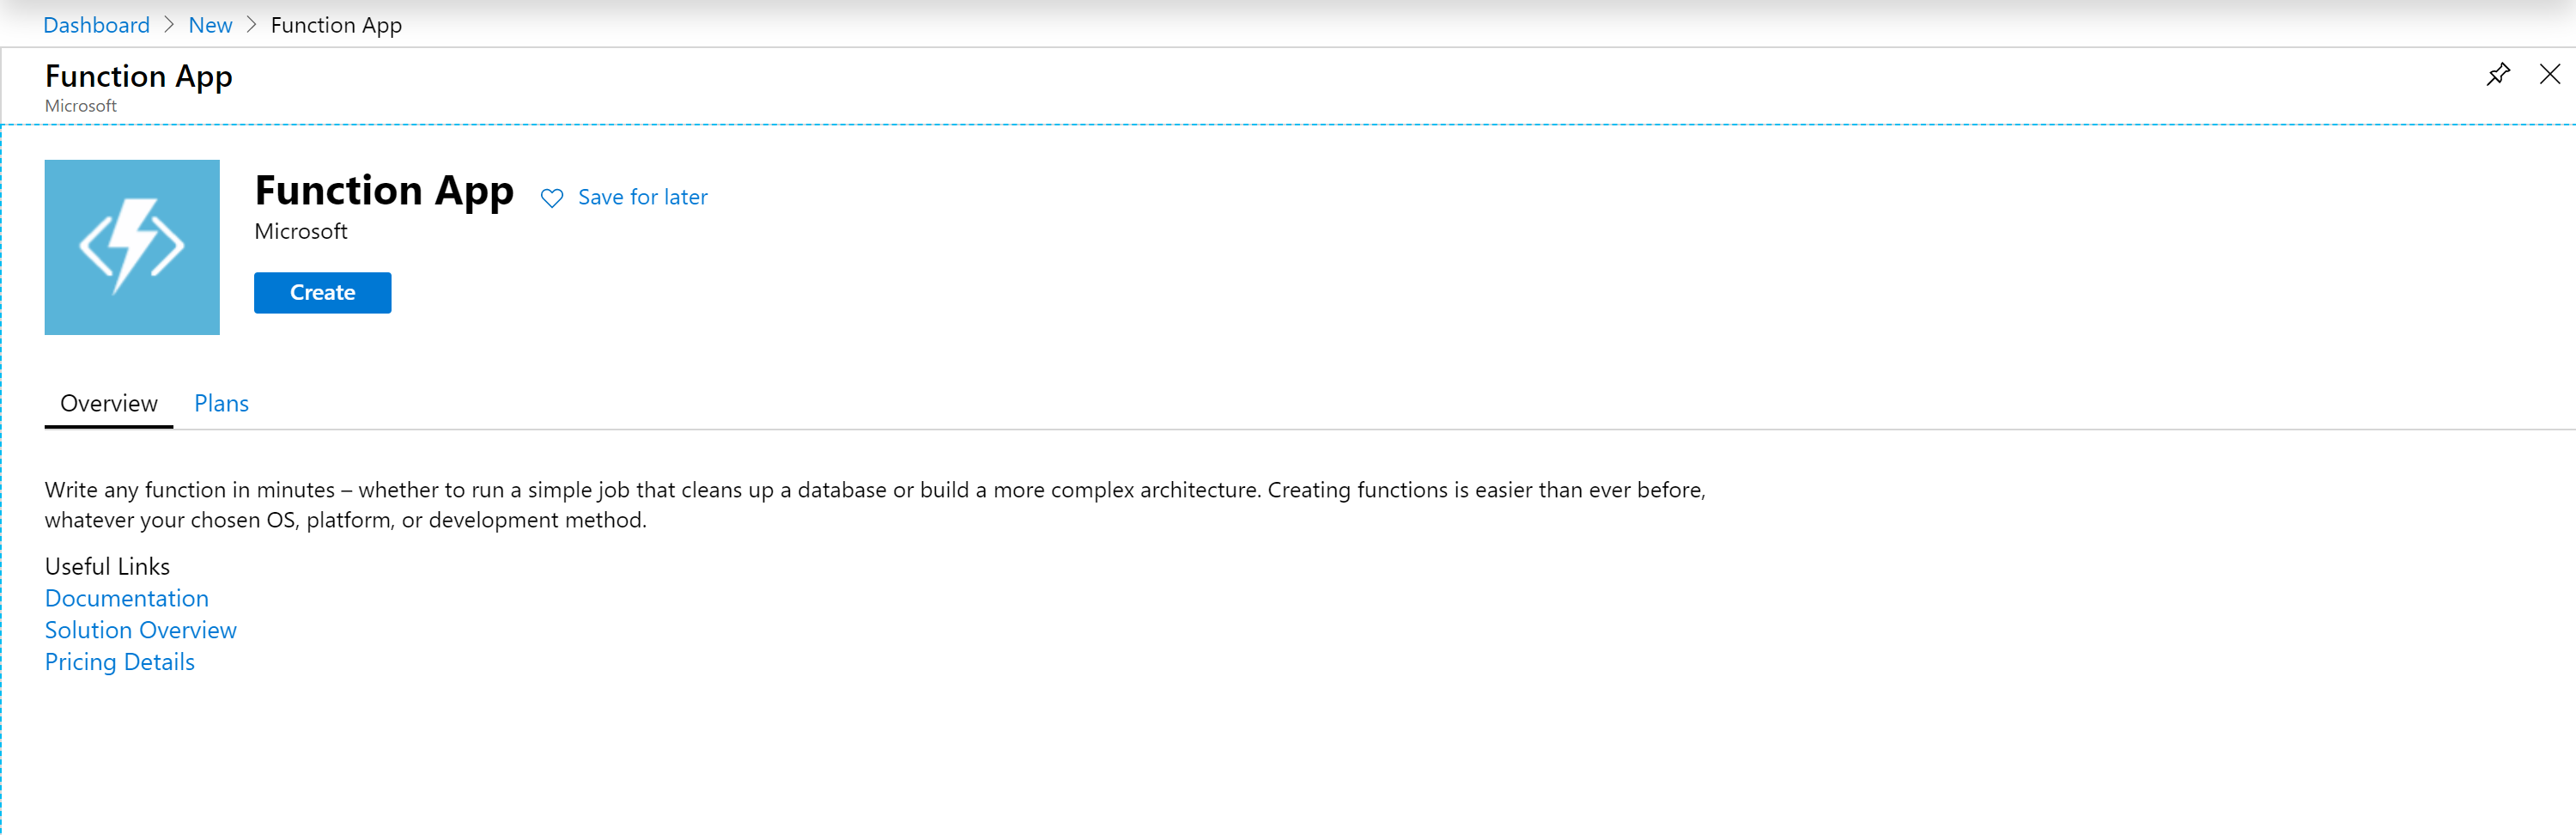 Dashboard > New > Function App
Function App
Microsoft
Function App Save for later
Microsoft
Create
Overview Plans
Write any function in minutes – whether to run a simple job that cleans up a database or build a more complex architecture. Creating functions is easier than ever before,
whatever your chosen OS, platform, or development method.
Useful Links
Documentation
Solution Overview
Pricing Details